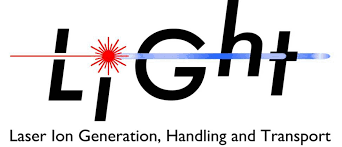 LIGht
Laser Ion Generation, Handling and Transport